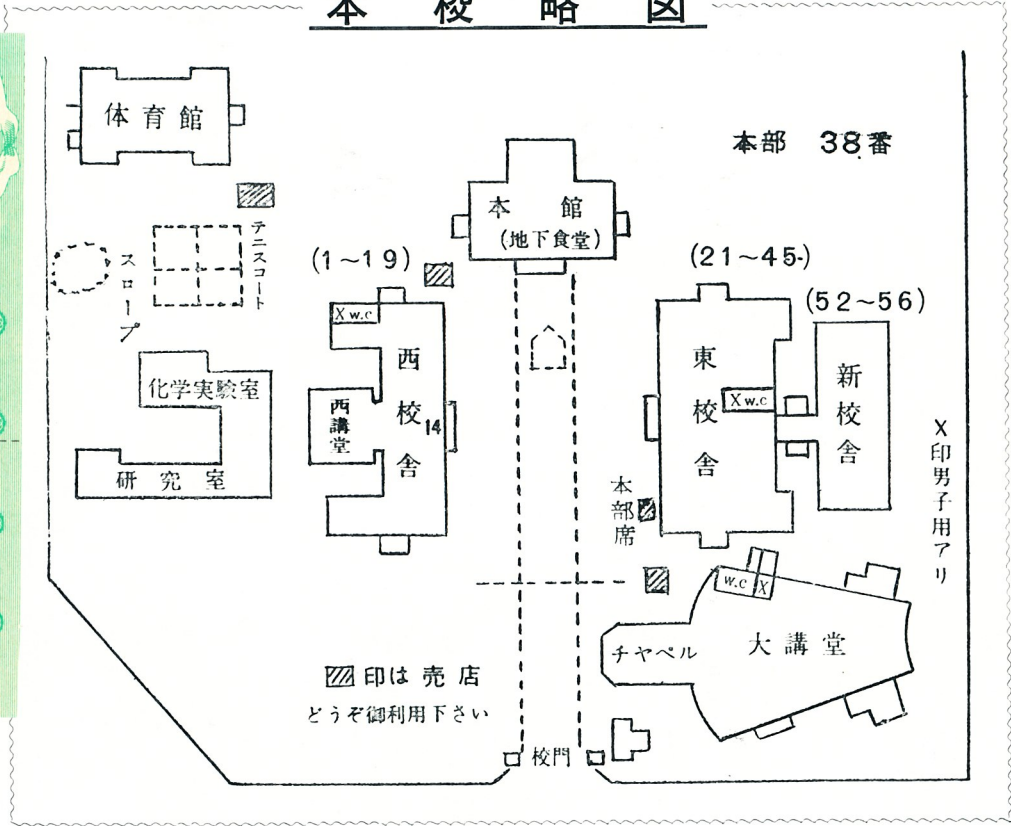 本校略図
体育館
本部 38番
本館
(地下食堂)
テニスコート
スロープ
(1~19)
(21~45)
(52~56)
X w.c
西校舎
14
西講堂
化学実験室
研究室
東校舎
X w.c
新校舎
X印男子用アリ
本部席
w.c X
大講堂
チャペル
印は売店
どうぞ御利用下さい
校門